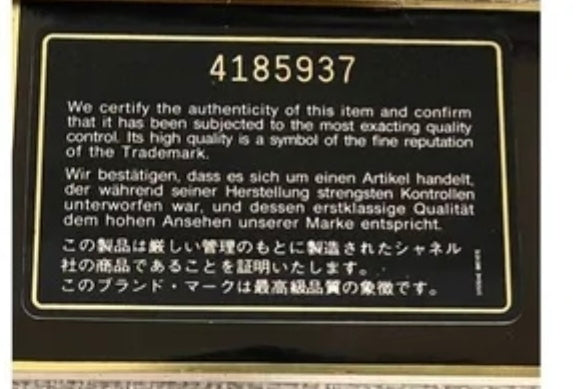 4185937
We certify the authenticity of this item and confirm
that it has been subjected to the most exacting quality
control. Its high quality is a symbol of the fine reputation
of the Trademark.
Wir bestätigen, dass es sich um einen Artikel handelt,
der während seiner Herstellung strengsten Kontrollen
unterworfen war, und dessen erstklassige Qualität
dem hohen Ansehen unserer Marke entspricht.
この製品は厳しい管理のもとに製造されたシャネル
社の商品であることを証明いたします。
このブランド・マークは最高級品質の象徴です。